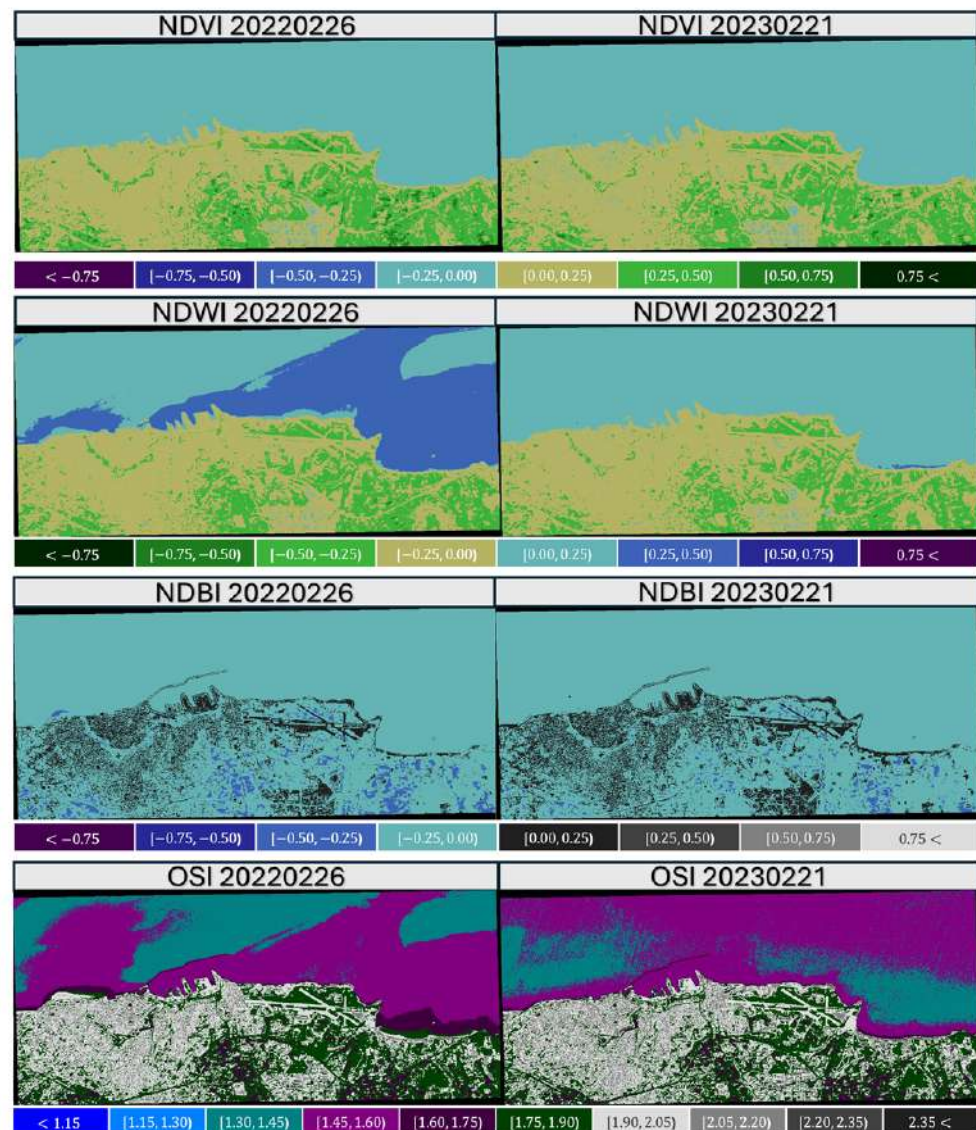 NDVI 20220226 NDVI 20230221
< −0.75 [−0.75, −0.50) [−0.50, −0.25) [−0.25, 0.00) [0.00, 0.25) [0.25, 0.50) [0.50, 0.75) 0.75 <
NDWI 20220226 NDWI 20230221
< −0.75 [−0.75, −0.50) [−0.50, −0.25) [−0.25, 0.00) [0.00, 0.25) [0.25, 0.50) [0.50, 0.75) 0.75 <
NDBI 20220226 NDBI 20230221
< −0.75 [−0.75, −0.50) [−0.50, −0.25) [−0.25, 0.00) [0.00, 0.25) [0.25, 0.50) [0.50, 0.75) 0.75 <
OSI 20220226 OSI 20230221
< 1.15 [1.15, 1.30) [1.30, 1.45) [1.45, 1.60) [1.60, 1.75) [1.75, 1.90) [1.90, 2.05) [2.05, 2.20) [2.20, 2.35) 2.35 <